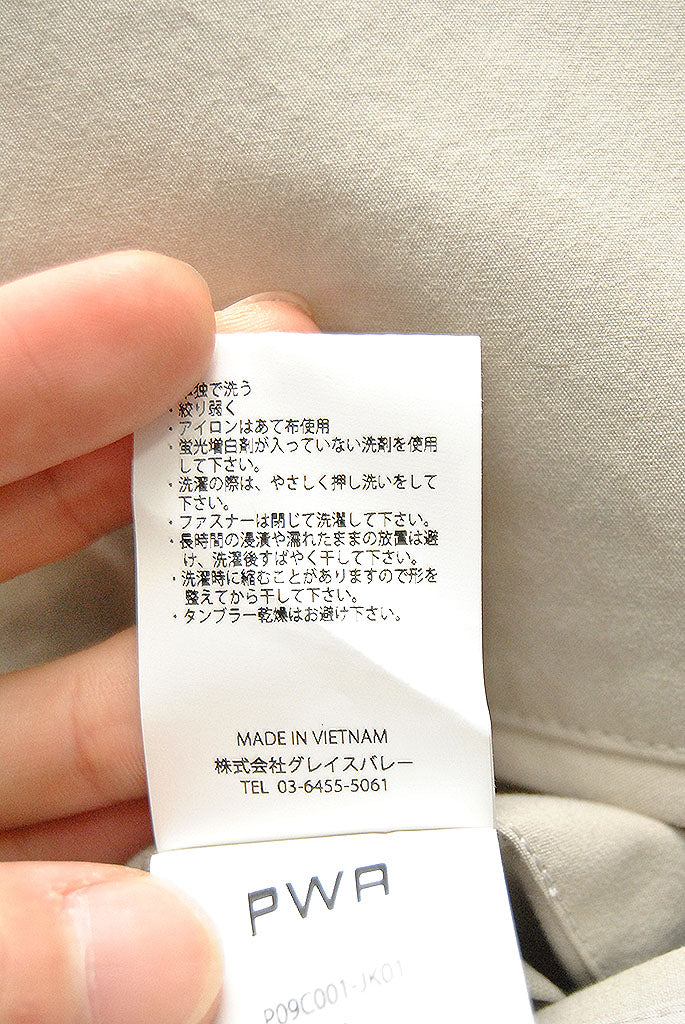 独で洗う
・絞り弱く
・アイロンはあて布使用
・蛍光増白剤が入っていない洗剤を使用
して下さい。
・洗濯の際は、やさしく押し洗いをして
下さい。
・ファスナーは閉じて洗濯して下さい。
・長時間の浸漬や濡れたままの放置は避
け、洗濯後すばやく干して下さい。
・洗濯時に縮むことがありますので形を
整えてから干して下さい。
・タンブラー乾燥はお避け下さい。
MADE IN VIETNAM
株式会社グレイスバレー
TEL 03-6455-5061
PWA
P09C001-JK01